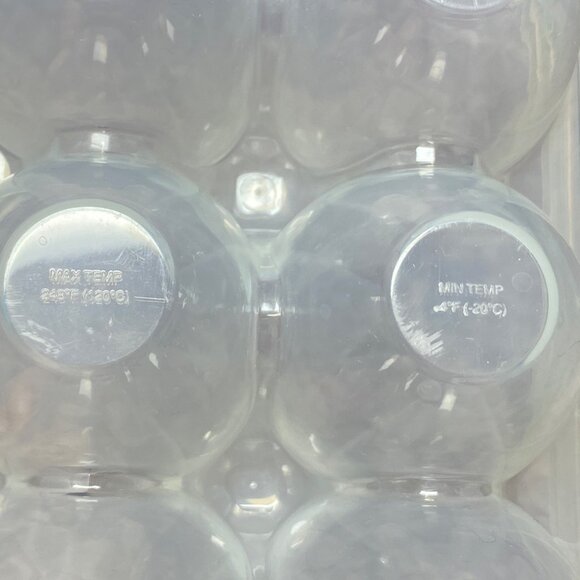 MAX TEMP
248°F (120°C)
MIN TEMP
-4°F (-20°C)